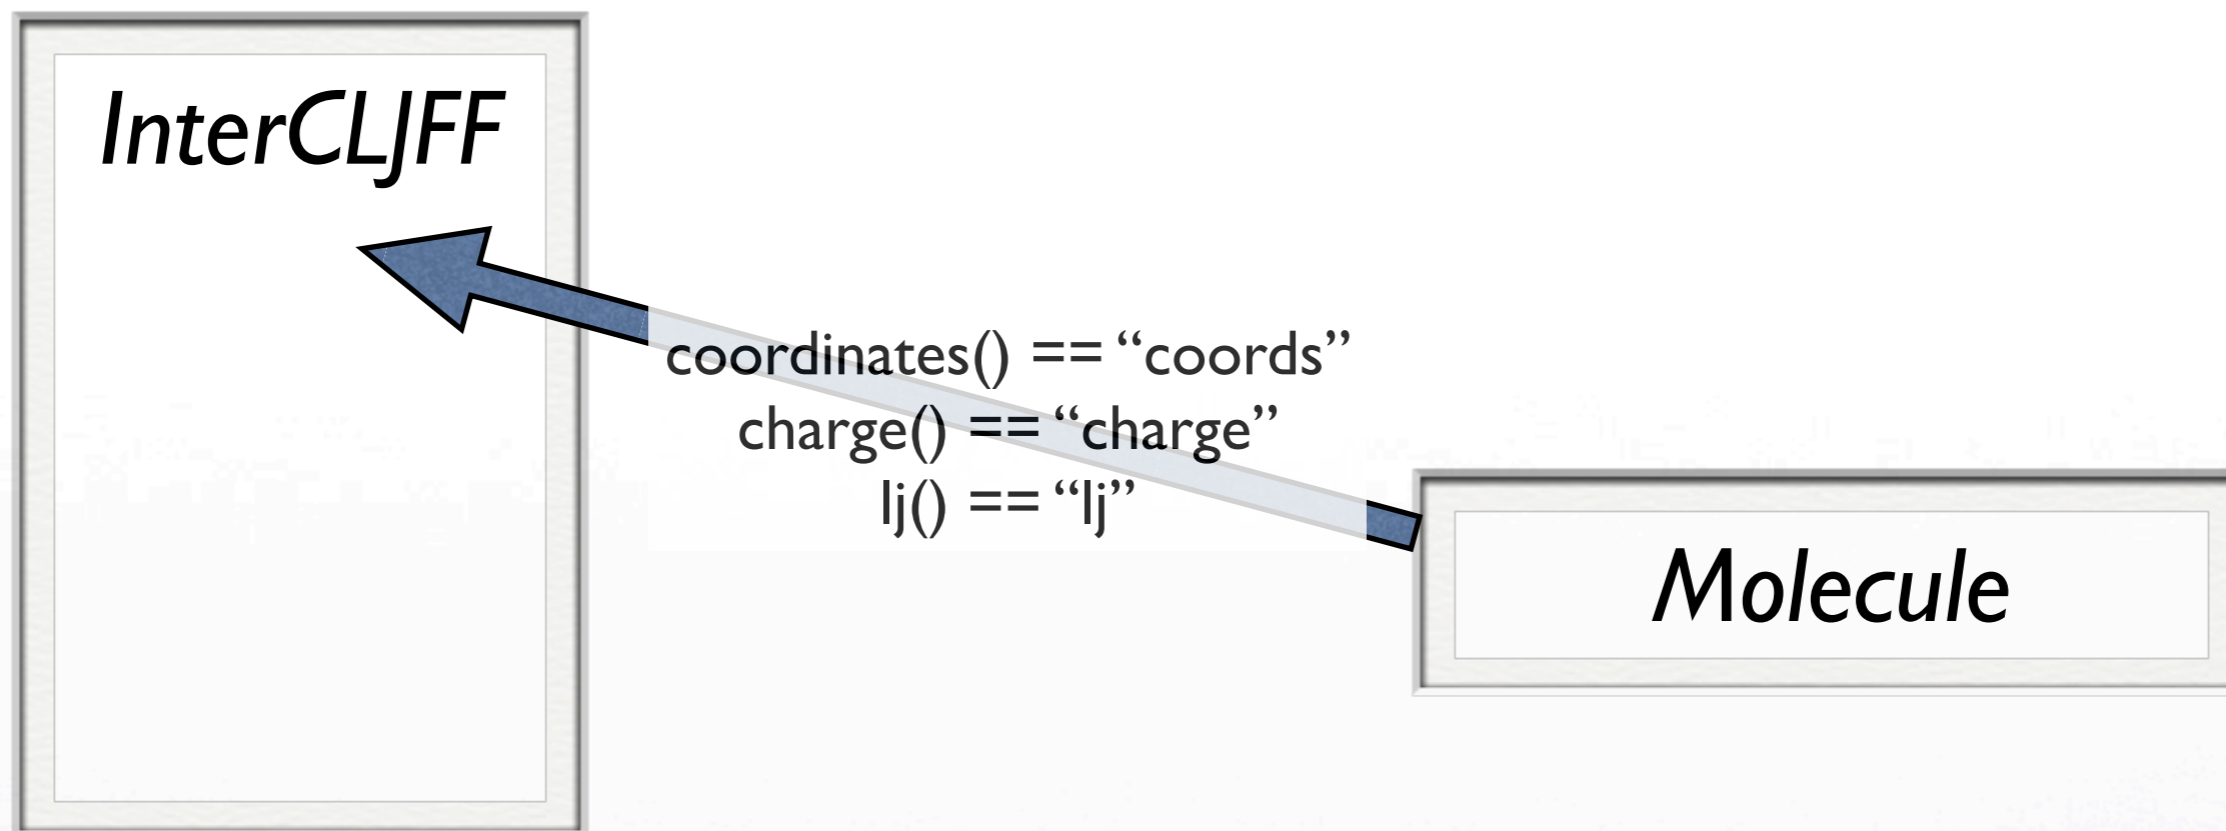 InterCLJFF
coordinates() == “coords”
charge() == “charge”
lj() == “lj”
Molecule